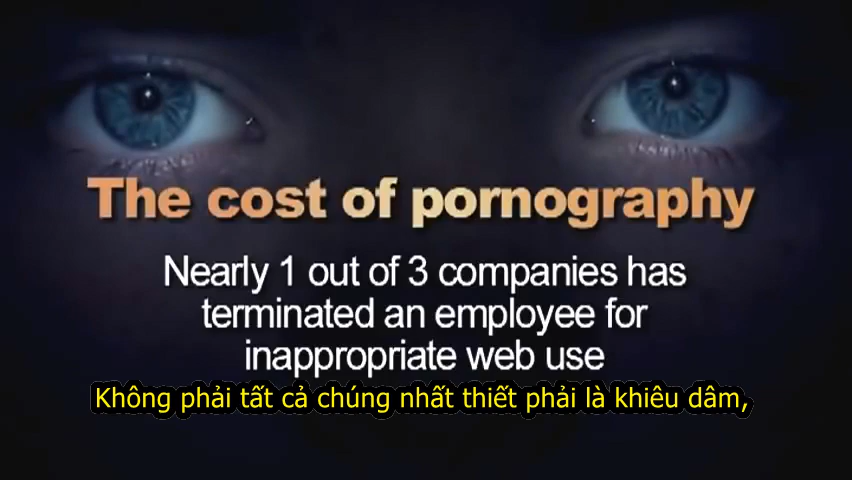 The cost of pornography
Nearly 1 out of 3 companies has
terminated an employee for
inappropriate web use
Không phải tất cả chúng nhất thiết phải là khiêu dâm,